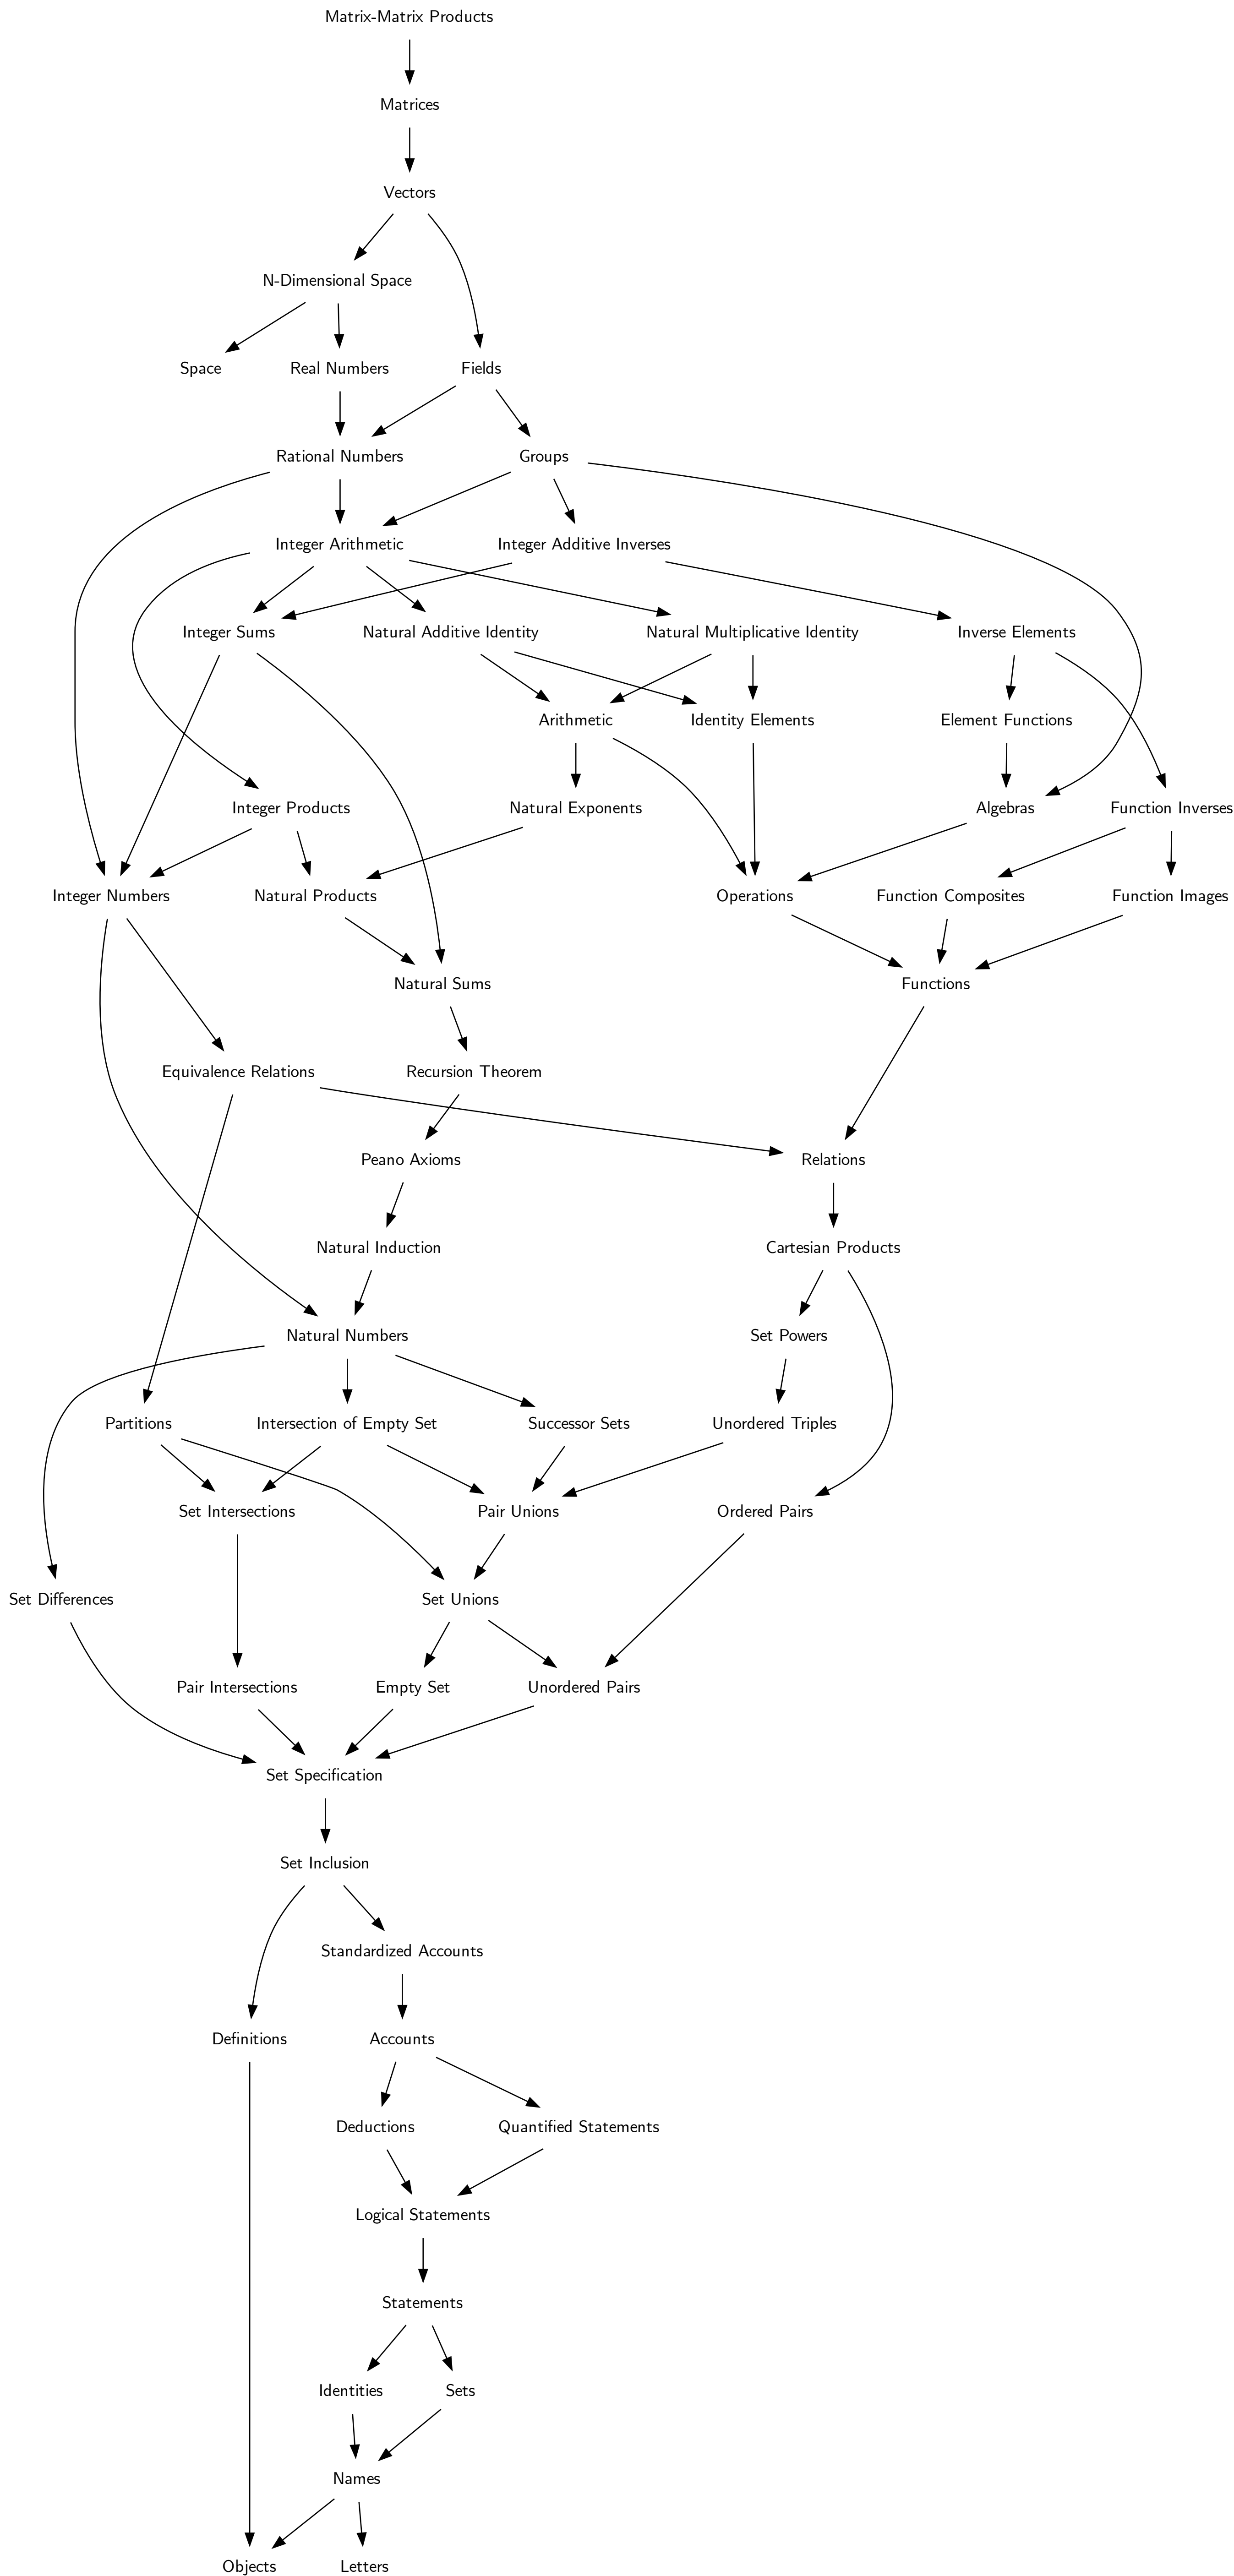 Matrix-Matrix Products
Matrices
Vectors
N-Dimensional Space
Space
Real Numbers
Fields
Rational Numbers
Groups
Integer Arithmetic
Integer Additive Inverses
Integer Sums
Natural Additive Identity
Natural Multiplicative Identity
Inverse Elements
Arithmetic
Identity Elements
Element Functions
Integer Products
Natural Exponents
Algebras
Function Inverses
Integer Numbers
Natural Products
Operations
Function Composites
Function Images
Natural Sums
Functions
Equivalence Relations
Recursion Theorem
Peano Axioms
Relations
Natural Induction
Cartesian Products
Natural Numbers
Set Powers
Partitions
Intersection of Empty Set
Successor Sets
Unordered Triples
Set Intersections
Pair Unions
Ordered Pairs
Set Differences
Set Unions
Pair Intersections
Empty Set
Unordered Pairs
Set Specification
Set Inclusion
Standardized Accounts
Definitions
Accounts
Deductions
Quantified Statements
Logical Statements
Statements
Identities
Sets
Names
Objects
Letters